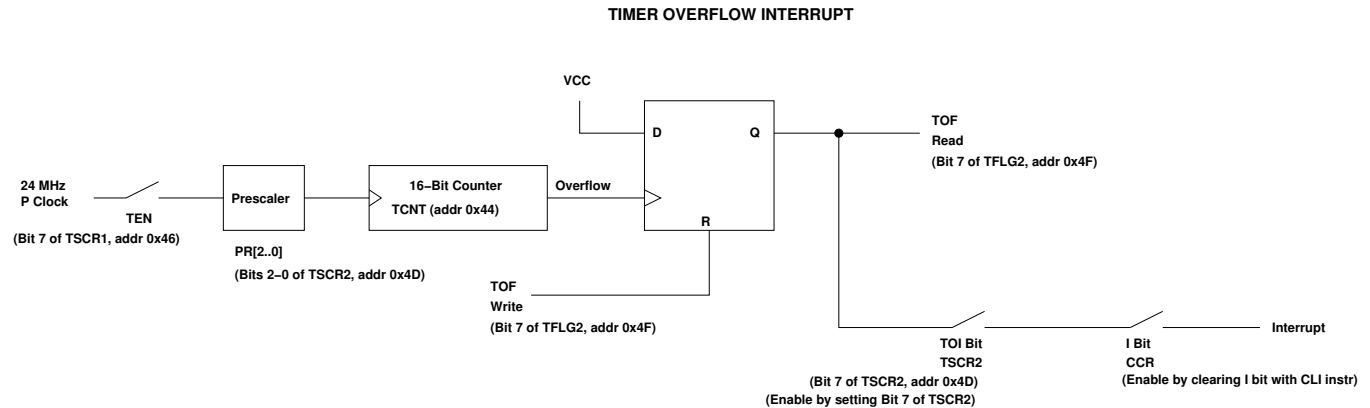 TIMER OVERFLOW INTERRUPT
VCC
D
Q
TOF
Read
(Bit 7 of TFLG2, addr 0x4F)
24 MHz
P Clock
TEN
(Bit 7 of TSCR1, addr 0x46)
Prescaler
PR[2..0]
(Bits 2−0 of TSCR2, addr 0x4D)
16−Bit Counter
TCNT (addr 0x44)
Overflow
R
TOF
Write
(Bit 7 of TFLG2, addr 0x4F)
TOI Bit
TSCR2
(Bit 7 of TSCR2, addr 0x4D)
(Enable by setting Bit 7 of TSCR2)
I Bit
CCR
(Enable by clearing I bit with CLI instr)
Interrupt